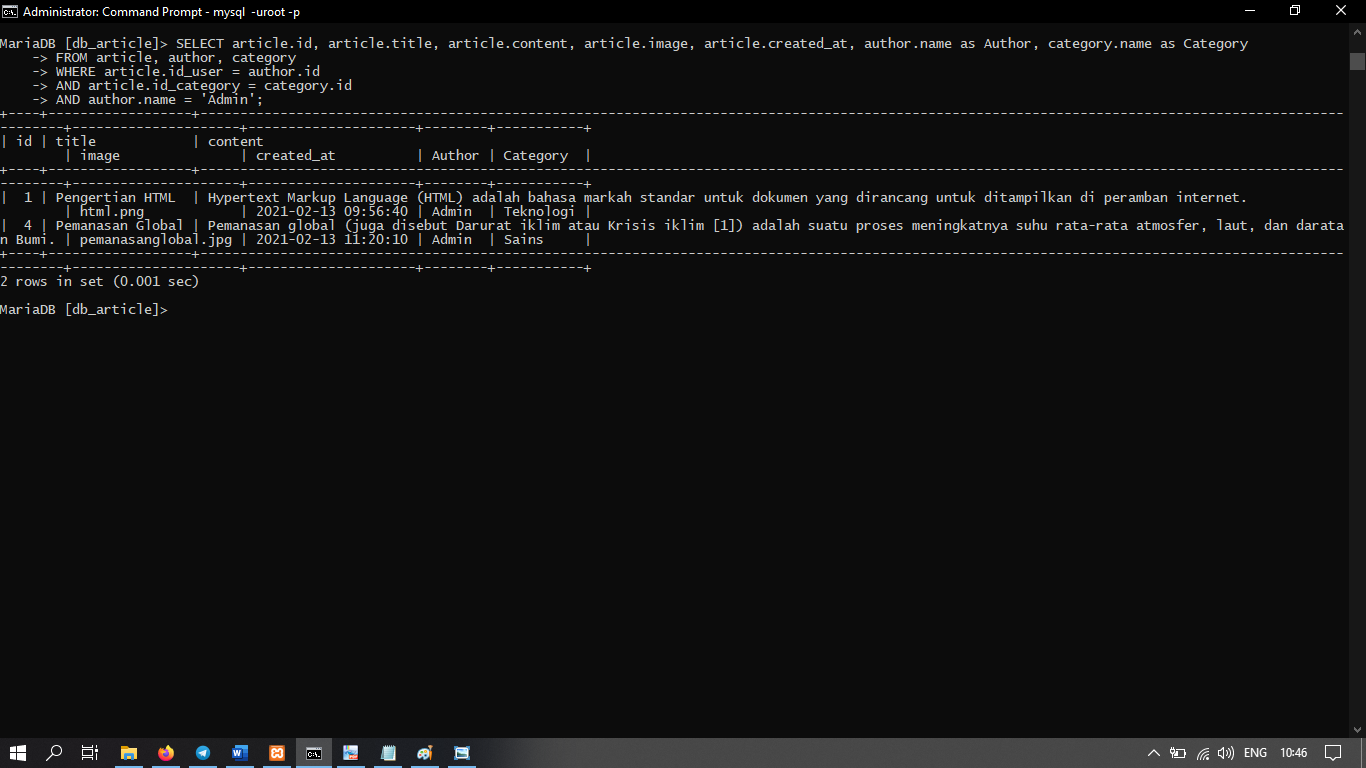 Administrator: Command Prompt - mysql  -uroot -p
MariaDB [db_article]> SELECT article.id, article.title, article.content, article.image, article.created_at, author.name as Author, category.name as Category
    -> FROM article, author, category
    -> WHERE article.id_user = author.id
    -> AND article.id_category = category.id
    -> AND author.name = 'Admin';
+----+-----------------+-----------------------------------------------------------------------------------------------------------------------------------------------
--------+---------------------+---------------------+--------+-----------+
| id | title            | content
        | image               | created_at          | Author | Category  |
+----+-----------------+-----------------------------------------------------------------------------------------------------------------------------------------------
--------+---------------------+---------------------+--------+-----------+
|  1 | Pengertian HTML  | Hypertext Markup Language (HTML) adalah bahasa markah standar untuk dokumen yang dirancang untuk ditampilkan di peramban internet.
        | html.png            | 2021-02-13 09:56:40 | Admin  | Teknologi |
|  4 | Pemanasan Global | Pemanasan global (juga disebut Darurat iklim atau Krisis iklim [1]) adalah suatu proses meningkatnya suhu rata-rata atmosfer, laut, dan darata
n Bumi. | pemanasanglobal.jpg | 2021-02-13 11:20:10 | Admin  | Sains     |
+----+-----------------+-----------------------------------------------------------------------------------------------------------------------------------------------
--------+---------------------+---------------------+--------+-----------+
2 rows in set (0.001 sec)
MariaDB [db_article]>
ENG 10:46